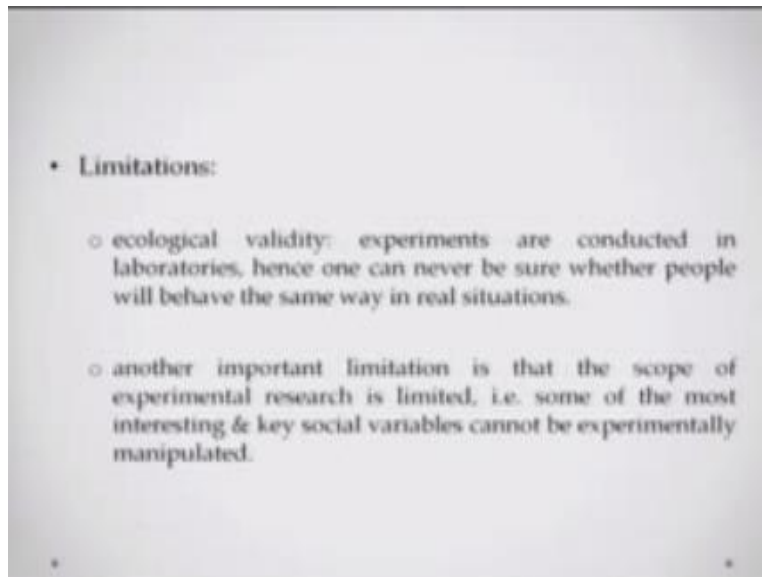 • Limitations:
o ecological validity: experiments are conducted in
laboratories, hence one can never be sure whether people
will behave the same way in real situations.
o another important limitation is that the scope of
experimental research is limited, i.e. some of the most
interesting & key social variables cannot be experimentally
manipulated.